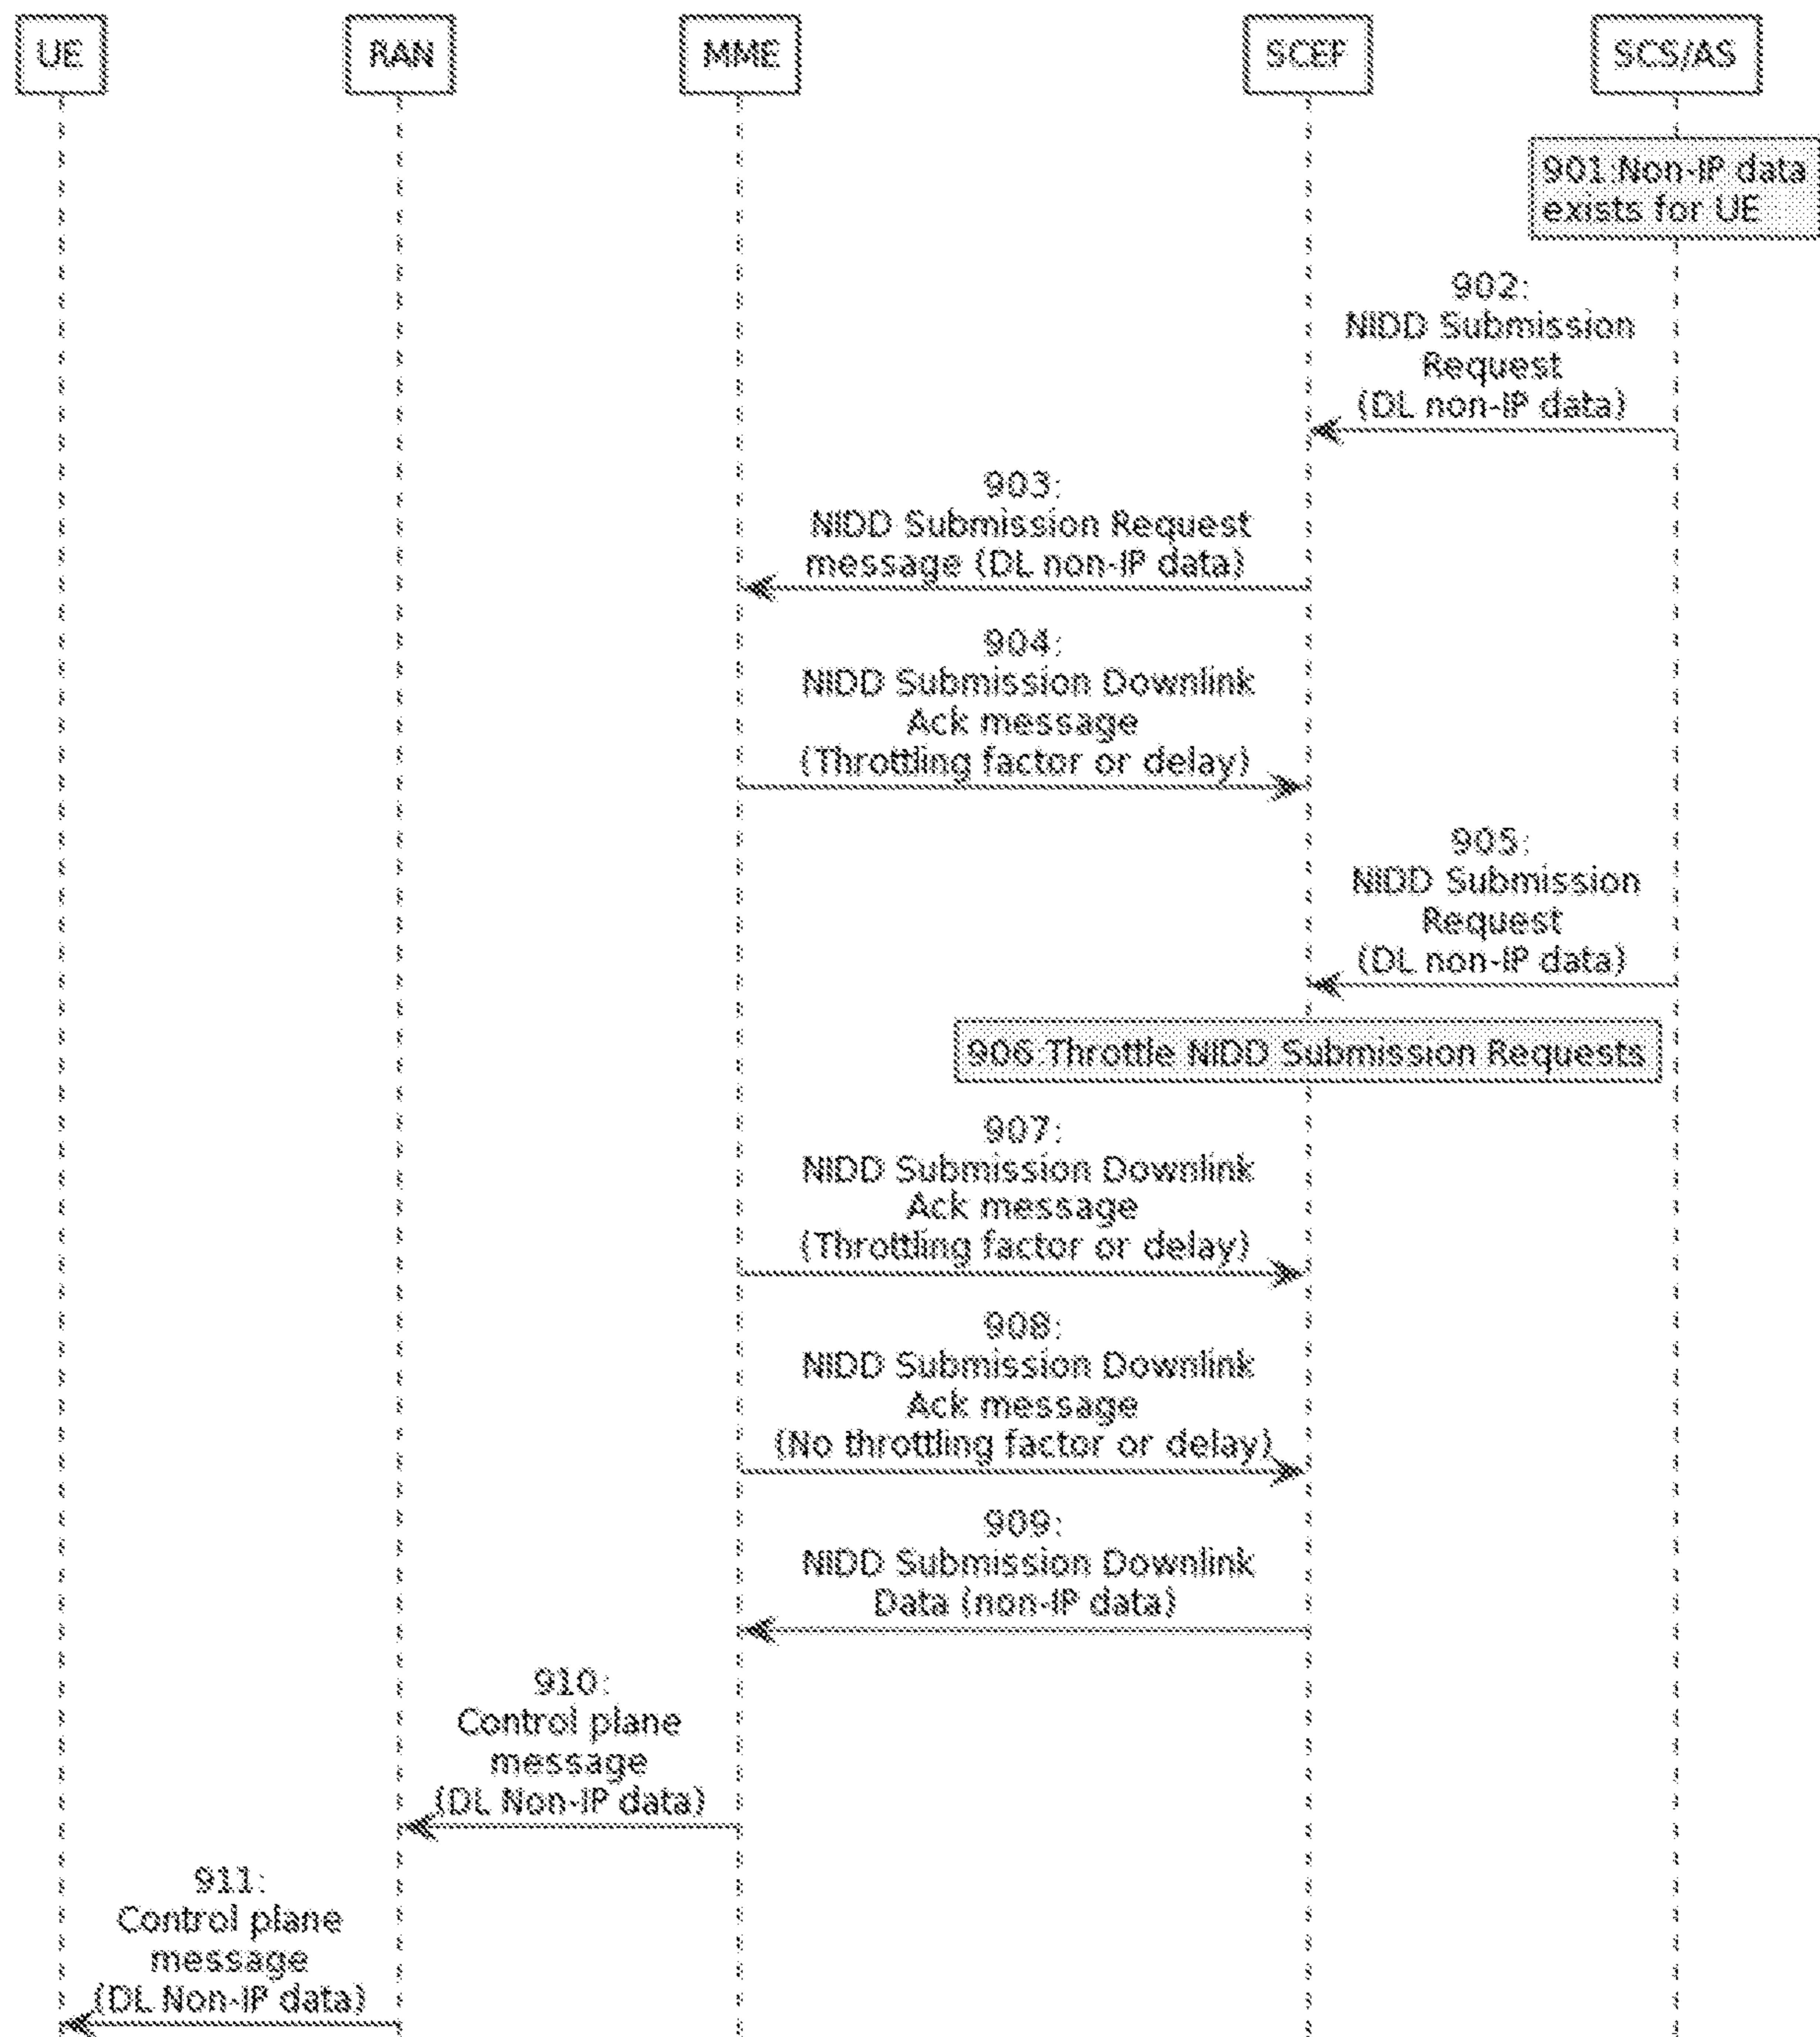 UE
RAN
MME
SCEF
SCS/AS
901:Non-IP data
exists for UE
902:
NIDD Submission
Request
(DL non-IP data)
903:
NIDD Submission Request
message (DL non-IP data)
904:
NIDD Submission Downlink
Ack message
(Throttling factor or delay)
905:
NIDD Submission
Request
(DL non-IP data)
906:Throttle NIDD Submission Requests
907:
NIDD Submission Downlink
Ack message
(Throttling factor or delay)
908:
NIDD Submission Downlink
Ack message
(No throttling factor or delay)
909:
NIDD Submission Downlink
Data (non-IP data)
910:
Control plane
message
(DL Non-IP data)
911:
Control plane
message
(DL Non-IP data)